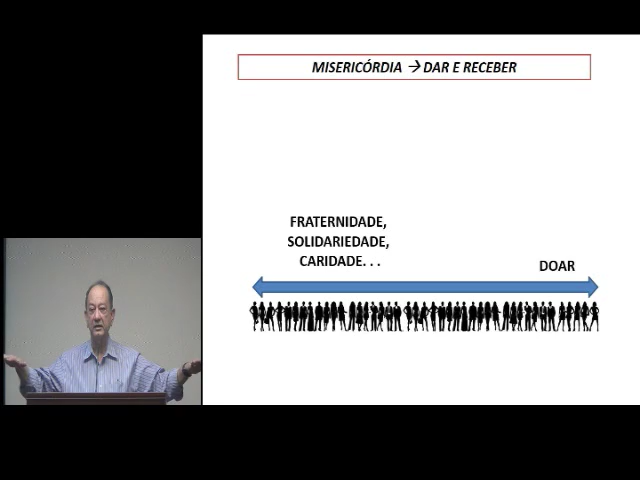 MISERICÓRDIA → DAR E RECEBER
FRATERNIDADE,
SOLIDARIEDADE,
CARIDADE. . .
DOAR